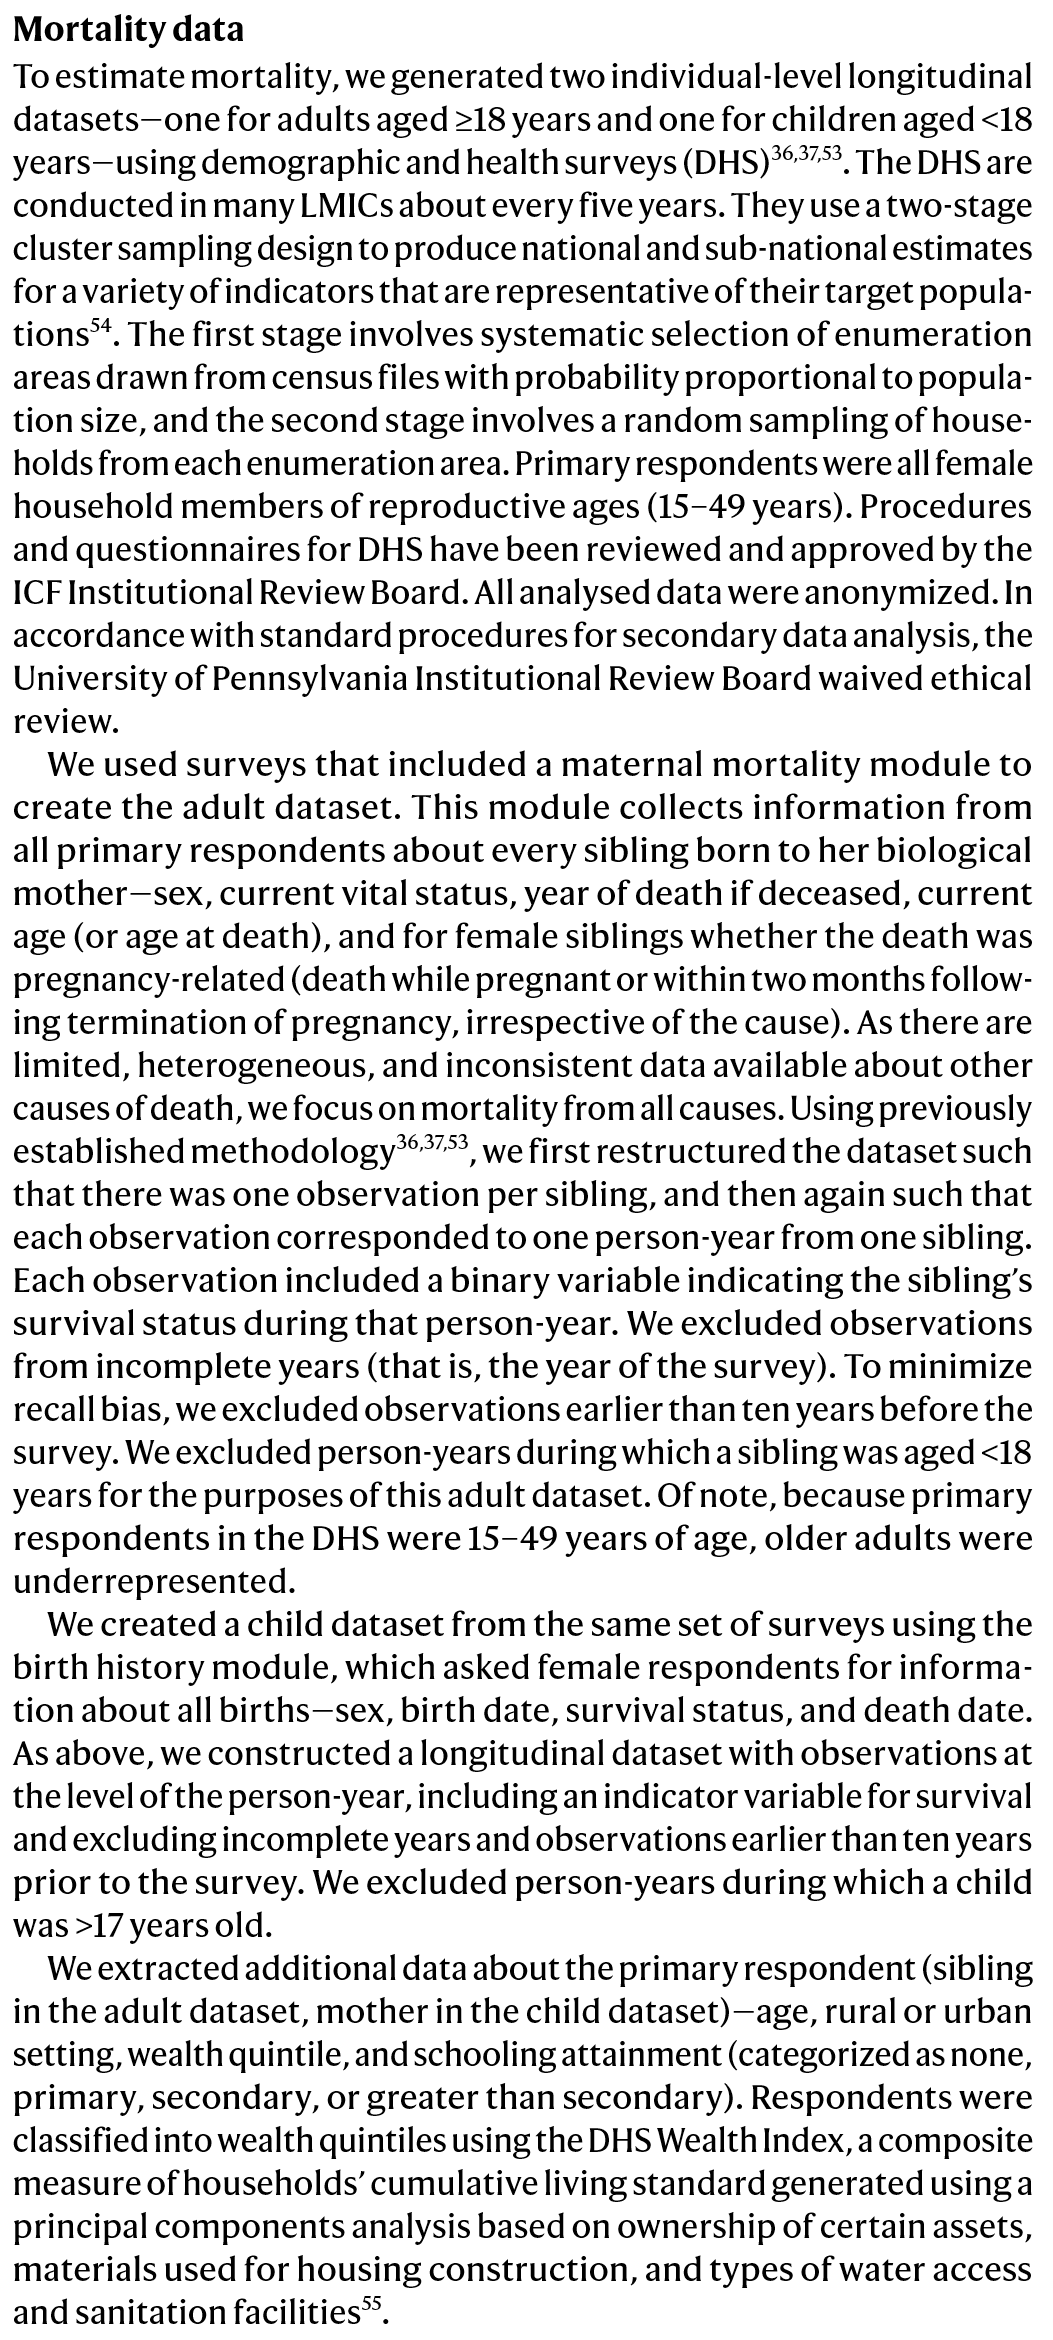 Mortality data
To estimate mortality, we generated two individual-level longitudinal
datasets—one for adults aged ≥18 years and one for children aged <18
years—using demographic and health surveys (DHS)36,37,53. The DHS are
conducted in many LMICs about every five years. They use a two-stage
cluster sampling design to produce national and sub-national estimates
for a variety of indicators that are representative of their target popula-
tions54. The first stage involves systematic selection of enumeration
areas drawn from census files with probability proportional to popula-
tion size, and the second stage involves a random sampling of house-
holds from each enumeration area. Primary respondents were all female
household members of reproductive ages (15–49 years). Procedures
and questionnaires for DHS have been reviewed and approved by the
ICF Institutional Review Board. All analysed data were anonymized. In
accordance with standard procedures for secondary data analysis, the
University of Pennsylvania Institutional Review Board waived ethical
review.
We used surveys that included a maternal mortality module to
create the adult dataset. This module collects information from
all primary respondents about every sibling born to her biological
mother—sex, current vital status, year of death if deceased, current
age (or age at death), and for female siblings whether the death was
pregnancy-related (death while pregnant or within two months follow-
ing termination of pregnancy, irrespective of the cause). As there are
limited, heterogeneous, and inconsistent data available about other
causes of death, we focus on mortality from all causes. Using previously
established methodology36,37,53, we first restructured the dataset such
that there was one observation per sibling, and then again such that
each observation corresponded to one person-year from one sibling.
Each observation included a binary variable indicating the sibling’s
survival status during that person-year. We excluded observations
from incomplete years (that is, the year of the survey). To minimize
recall bias, we excluded observations earlier than ten years before the
survey. We excluded person-years during which a sibling was aged <18
years for the purposes of this adult dataset. Of note, because primary
respondents in the DHS were 15–49 years of age, older adults were
underrepresented.
We created a child dataset from the same set of surveys using the
birth history module, which asked female respondents for informa-
tion about all births—sex, birth date, survival status, and death date.
As above, we constructed a longitudinal dataset with observations at
the level of the person-year, including an indicator variable for survival
and excluding incomplete years and observations earlier than ten years
prior to the survey. We excluded person-years during which a child
was >17 years old.
We extracted additional data about the primary respondent (sibling
in the adult dataset, mother in the child dataset)—age, rural or urban
setting, wealth quintile, and schooling attainment (categorized as none,
primary, secondary, or greater than secondary). Respondents were
classified into wealth quintiles using the DHS Wealth Index, a composite
measure of households’ cumulative living standard generated using a
principal components analysis based on ownership of certain assets,
materials used for housing construction, and types of water access
and sanitation facilities55.